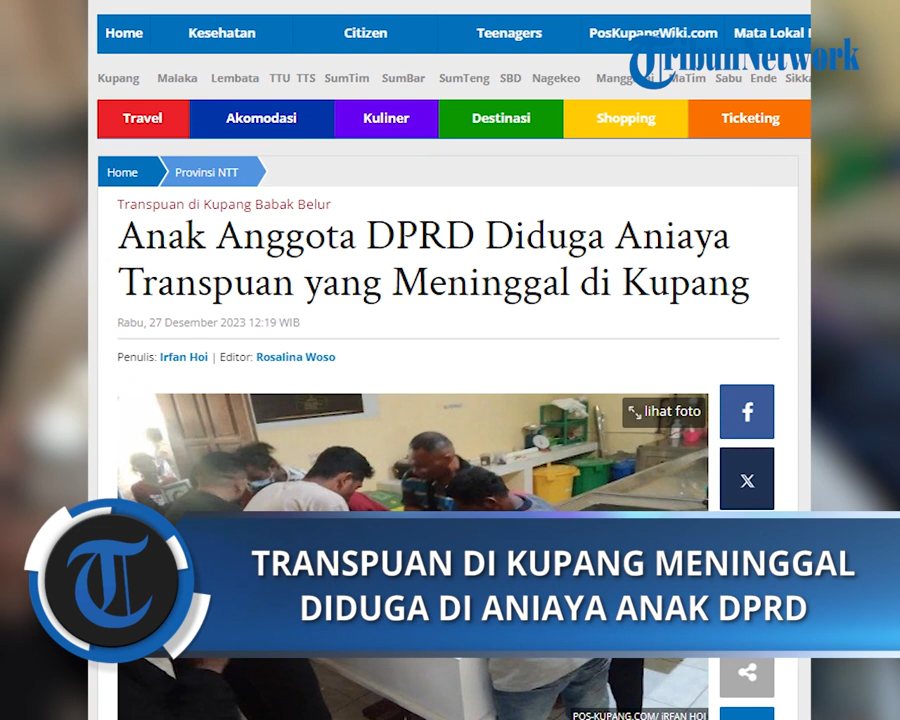 Home Kesehatan Citizen Teenagers PosKupangWiki.com Mata Lokal
TribunNetwork
Kupang Malaka Lembata TTU TTS SumTim SumBar SumTeng SBD Nagekeo MaTim Sabu Ende
Travel Akomodasi Kuliner Destinasi Shopping Ticketing
Home Provinsi NTT
Transpuan di Kupang Babak Belur
Anak Anggota DPRD Diduga Aniaya
Transpuan yang Meninggal di Kupang
Rabu, 27 Desember 2023 12:19 WIB
Penulis: Irfan Hoi | Editor: Rosalina Woso
lihat foto
TRANSPUAN DI KUPANG MENINGGAL
DIDUGA DI ANIAYA ANAK DPRD
POS-KUPANG.COM/ IRFAN HOI